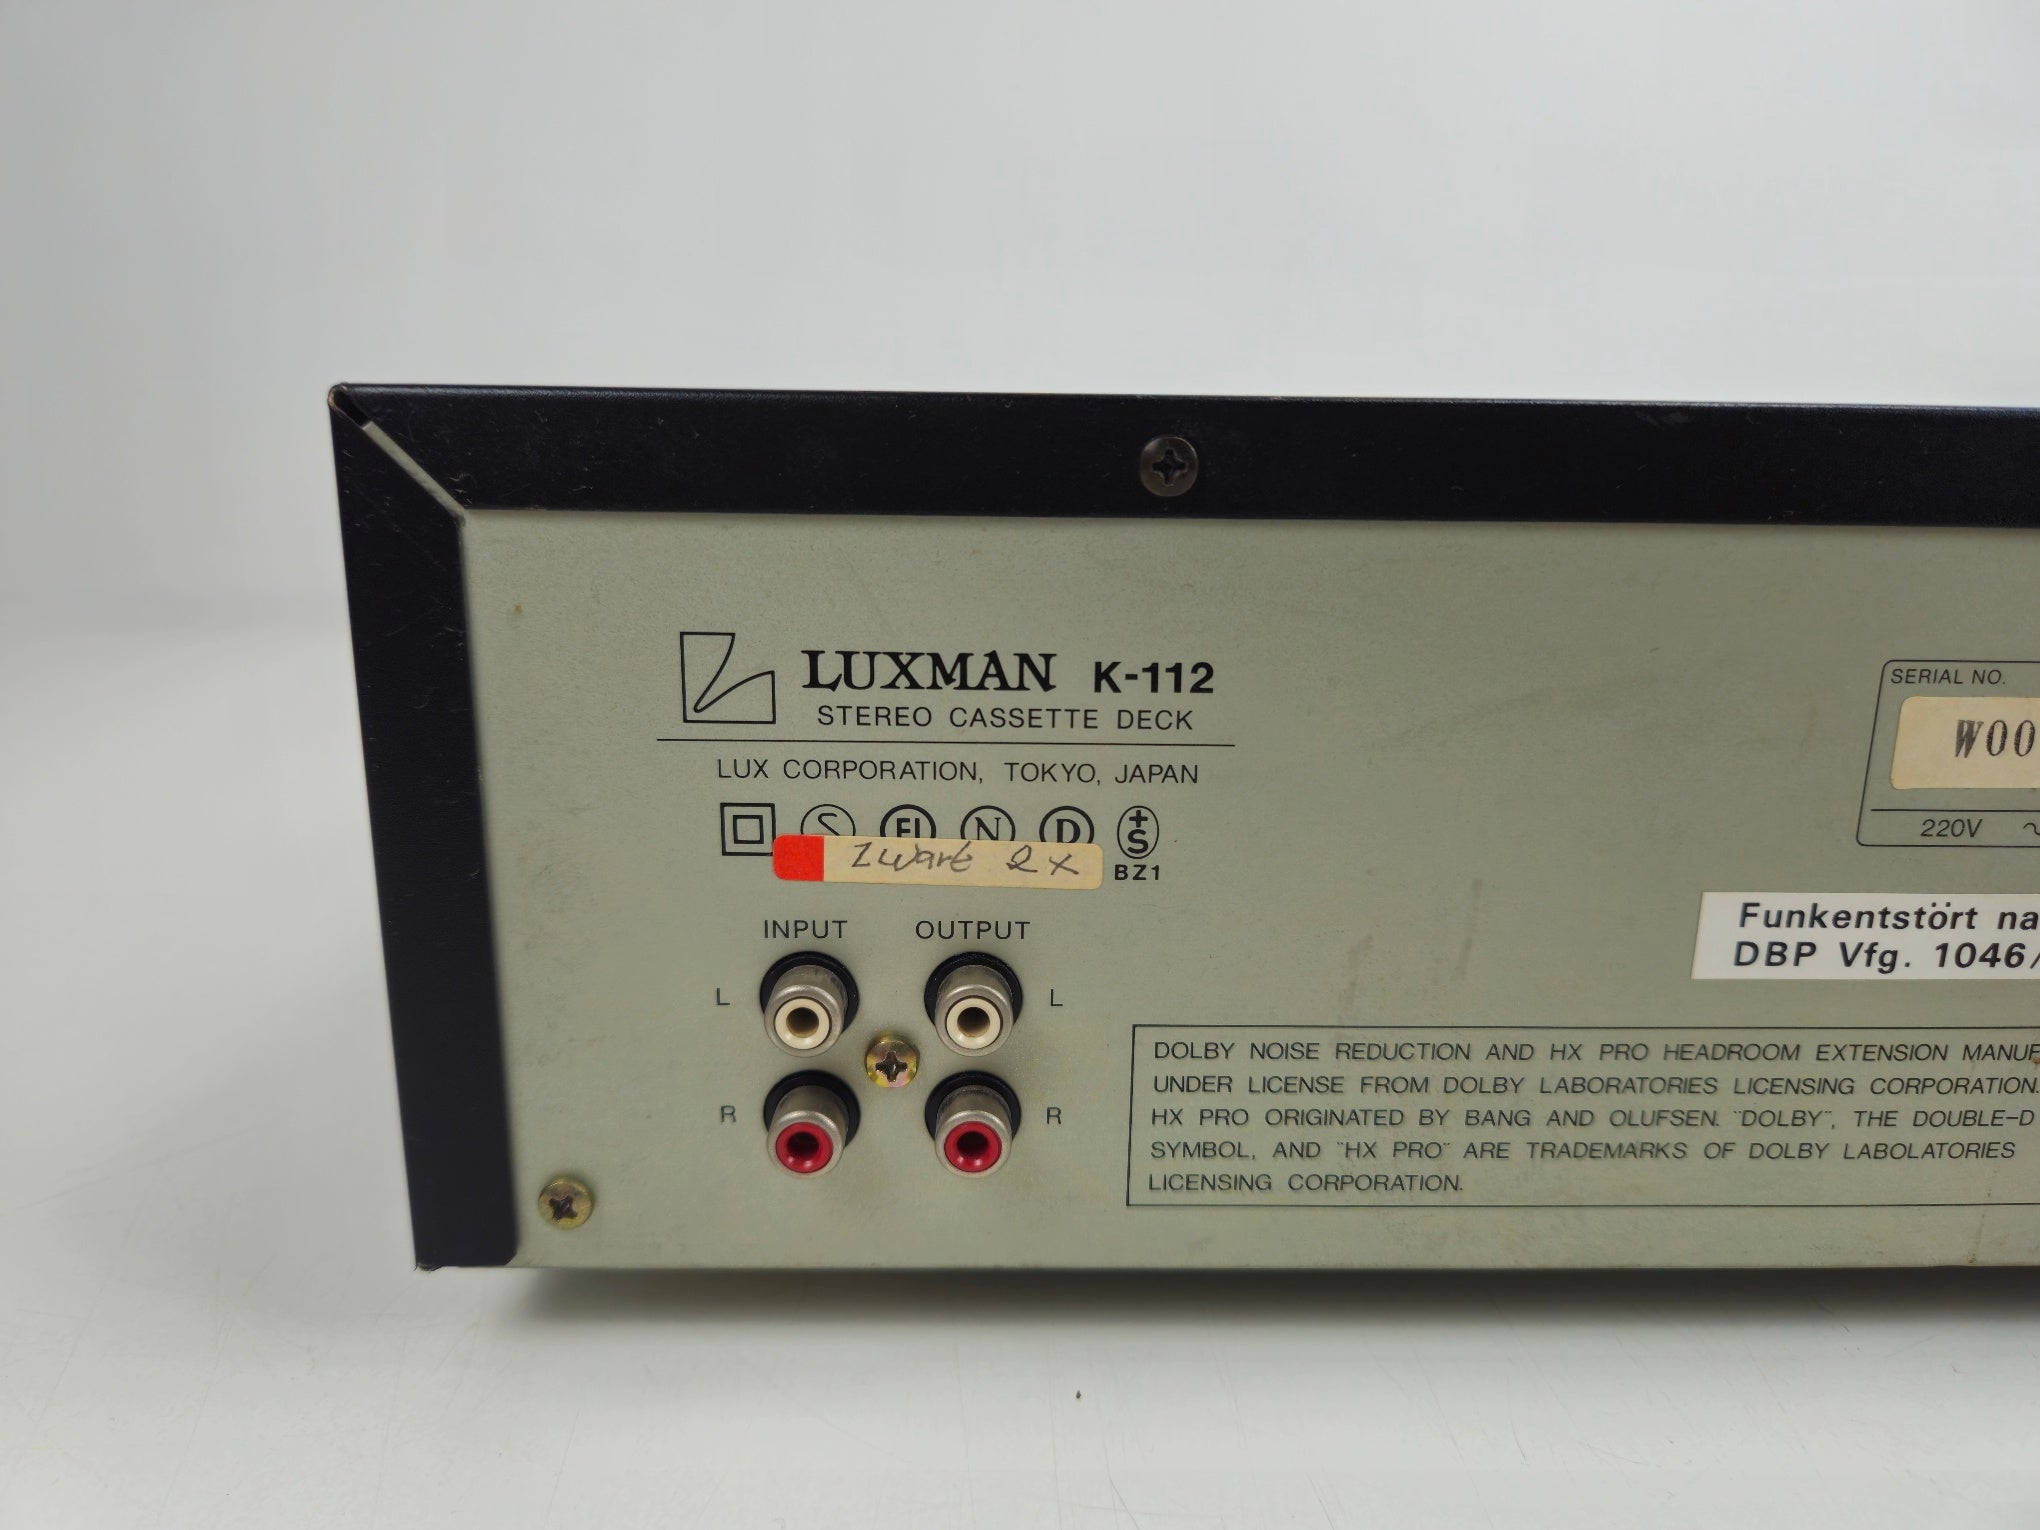 LUXMAN K-112
STEREO CASSETTE DECK
LUX CORPORATION, TOKYO, JAPAN
S FI N D +S
zwart 2x
BZ1
INPUT OUTPUT
L L
R R
SERIAL NO.
W00
220V ~
Funkentstört na
DBP Vfg. 1046/
DOLBY NOISE REDUCTION AND HX PRO HEADROOM EXTENSION MANUF
UNDER LICENSE FROM DOLBY LABORATORIES LICENSING CORPORATION.
HX PRO ORIGINATED BY BANG AND OLUFSEN. "DOLBY", THE DOUBLE-D
SYMBOL, AND "HX PRO" ARE TRADEMARKS OF DOLBY LABOLATORIES
LICENSING CORPORATION.